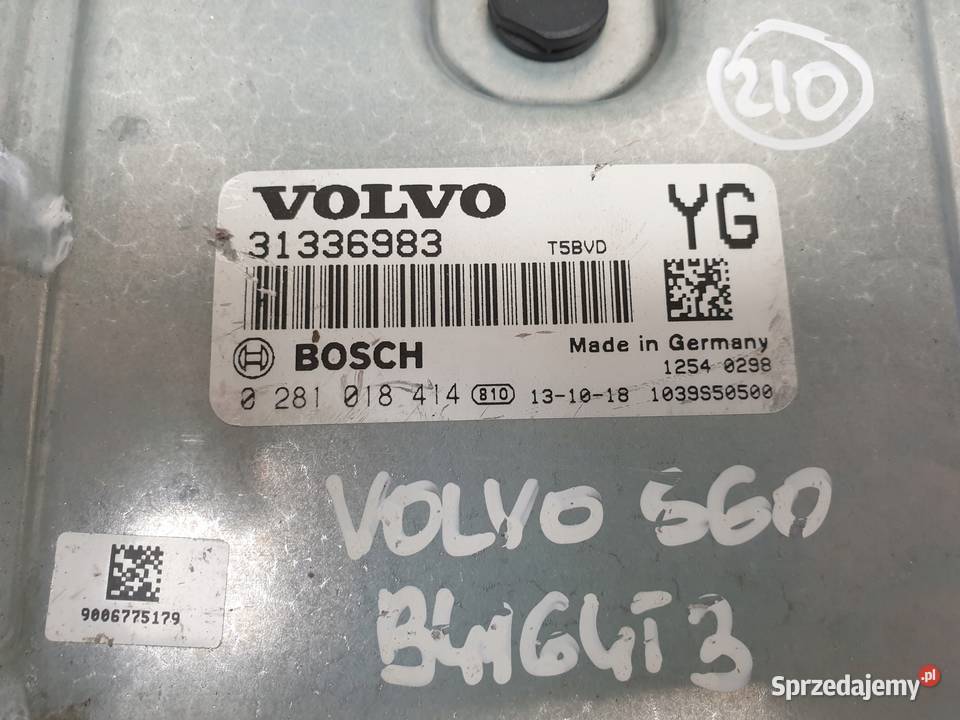 210
VOLVO
YG
31336983 T5BVD
BOSCH Made in Germany
1254 0298
0 281 018 414 810 13-10-18 1039S50500
VOLVO S60
B4164T3
9006775179
Sprzedajemy.pl